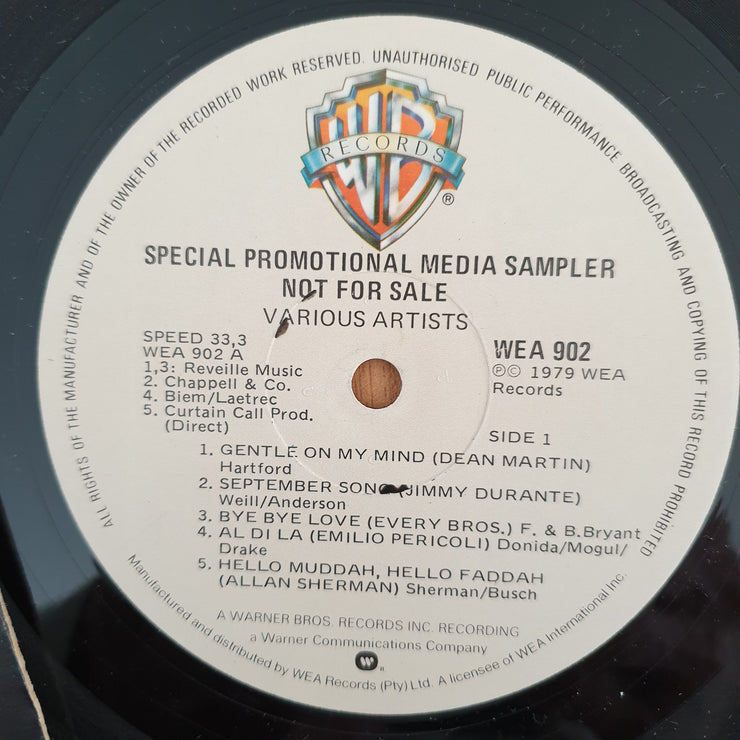 ALL RIGHTS OF THE MANUFACTURER AND OF THE OWNER OF THE RECORDED WORK RESERVED. UNAUTHORISED PUBLIC PERFORMANCE BROADCASTING AND COPYING OF THIS RECORD PROHIBITED
WB
RECORDS
®
SPECIAL PROMOTIONAL MEDIA SAMPLER
NOT FOR SALE
VARIOUS ARTISTS
SPEED 33,3
WEA 902 A
1,3: Reveille Music
2. Chappell & Co.
4. Biem/Laetrec
5. Curtain Call Prod.
(Direct)
WEA 902
℗© 1979 WEA
Records
SIDE 1
1. GENTLE ON MY MIND (DEAN MARTIN)
Hartford
2. SEPTEMBER SONG (JIMMY DURANTE)
Weill/Anderson
3. BYE BYE LOVE (EVERY BROS.) F. & B.Bryant
4. AL DI LA (EMILIO PERICOLI) Donida/Mogul/
Drake
5. HELLO MUDDAH, HELLO FADDAH
(ALLAN SHERMAN) Sherman/Busch
A WARNER BROS. RECORDS INC. RECORDING
a Warner Communications Company
Manufactured and distributed by WEA Records (Pty) Ltd. A licensee of WEA International Inc.